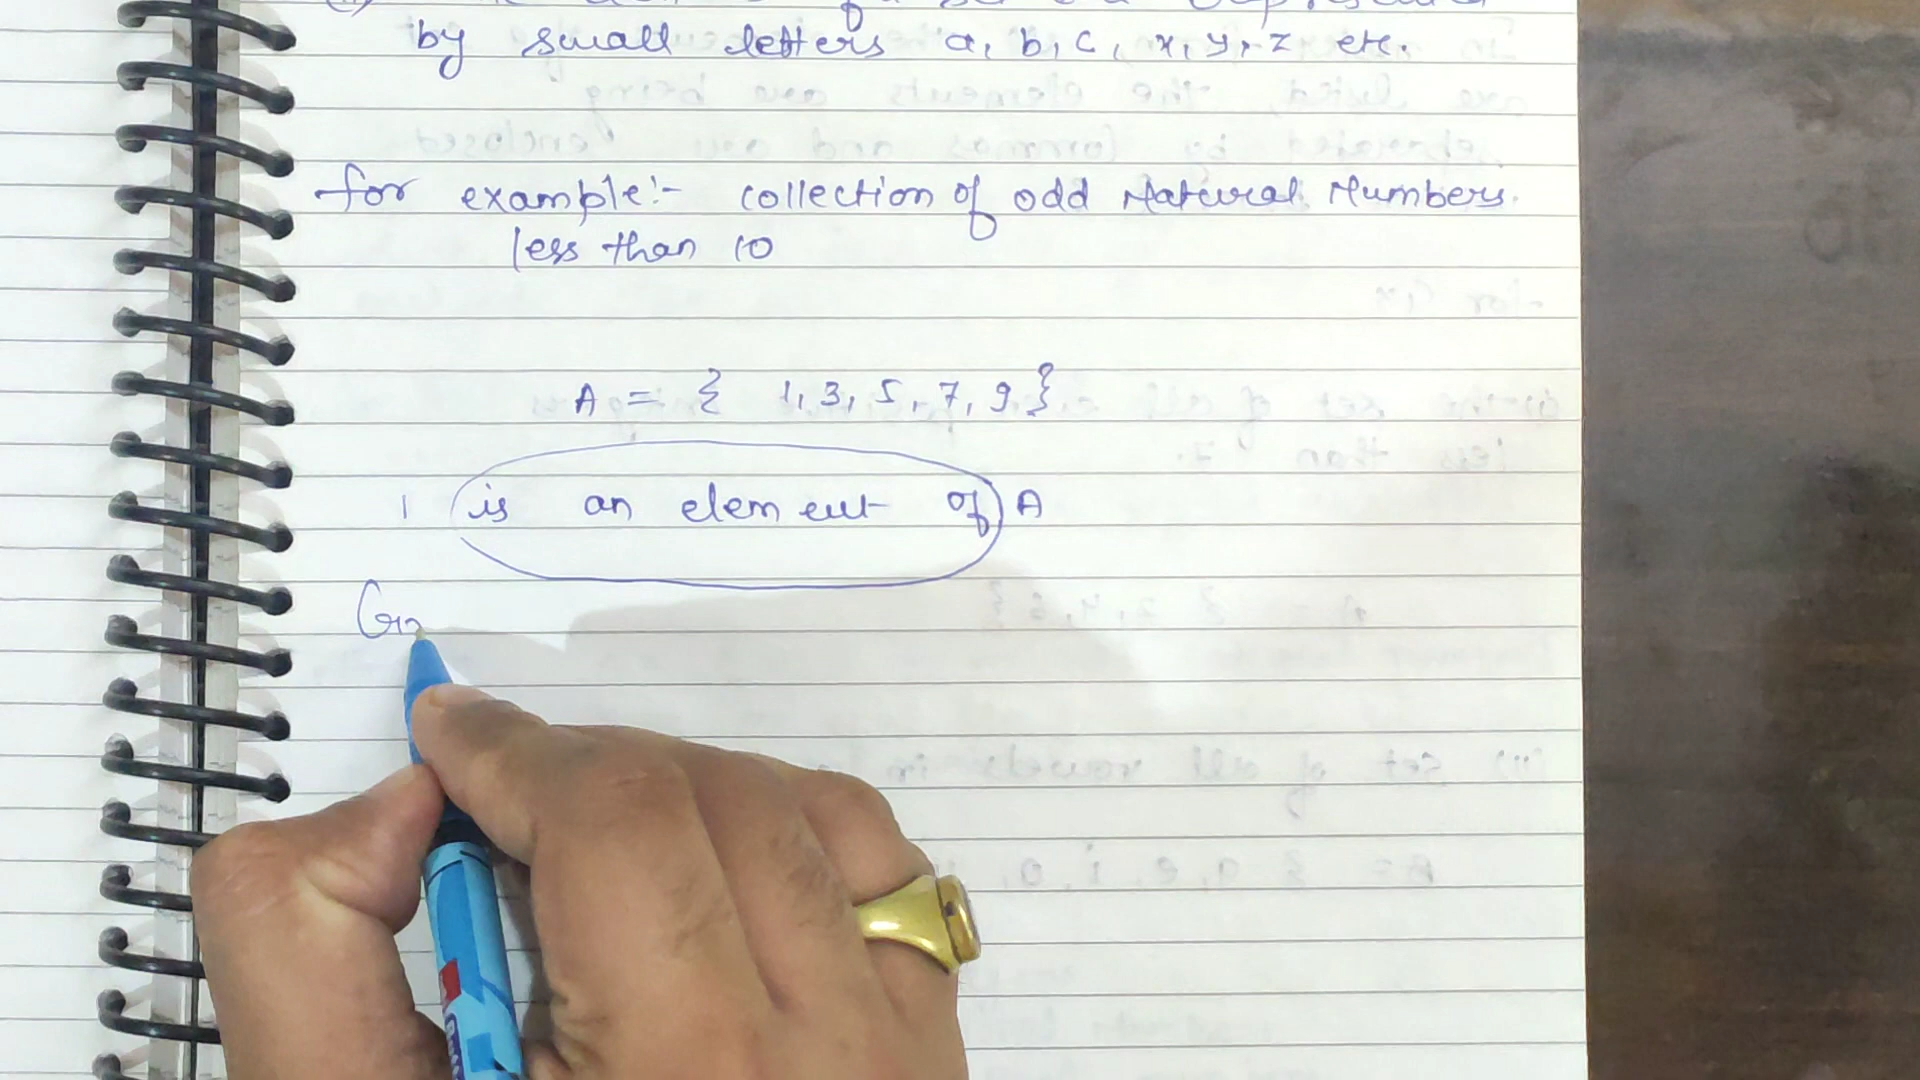 by small letters a, b, c, x, y, z etc.
for example:- collection of odd Natural Numbers.
less than 10
A = { 1, 3, 5, 7, 9 }
1 is an element of A
Gre